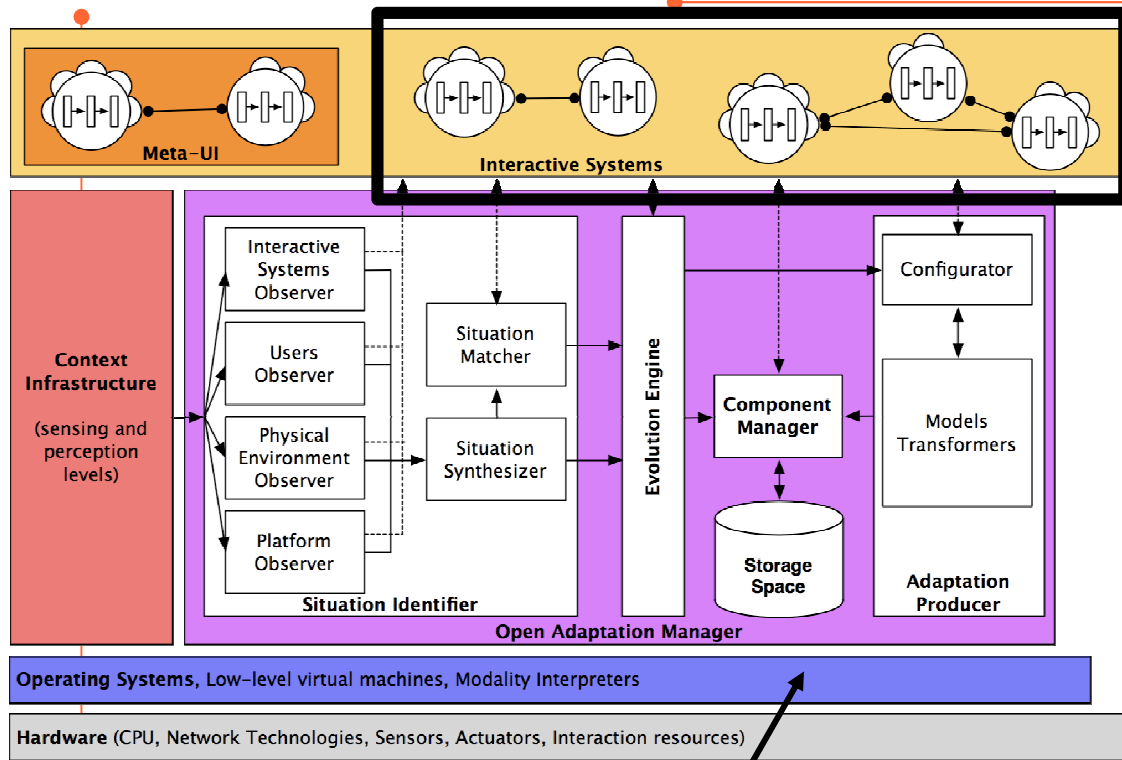 Meta-UI
Interactive Systems
Context
Infrastructure
(sensing and
perception
levels)
Interactive
Systems
Observer
Users
Observer
Physical
Environment
Observer
Platform
Observer
Situation
Matcher
Situation
Synthesizer
Situation Identifier
Evolution Engine
Component
Manager
Storage
Space
Configurator
Models
Transformers
Adaptation
Producer
Open Adaptation Manager
Operating Systems, Low-level virtual machines, Modality Interpreters
Hardware (CPU, Network Technologies, Sensors, Actuators, Interaction resources)